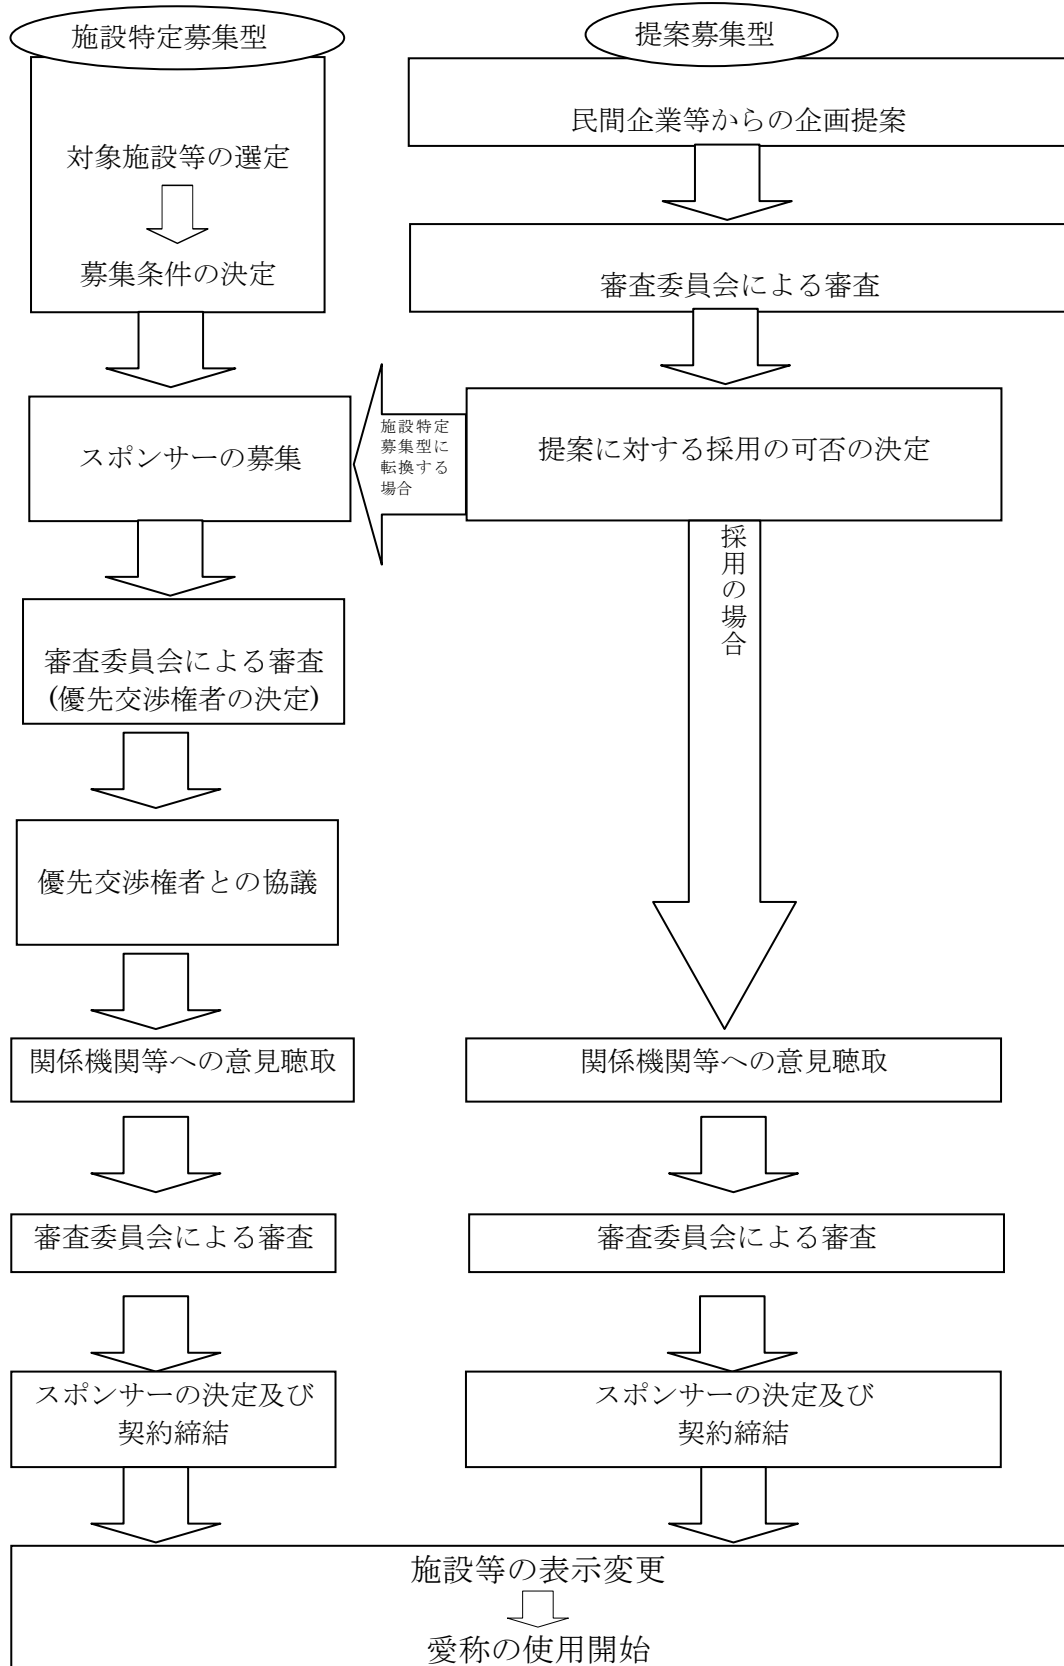 施設特定募集型
対象施設等の選定
募集条件の決定
スポンサーの募集
審査委員会による審査
(優先交渉権者の決定)
優先交渉権者との協議
関係機関等への意見聴取
審査委員会による審査
スポンサーの決定及び
契約締結
提案募集型
民間企業等からの企画提案
審査委員会による審査
提案に対する採用の可否の決定
施設特定
募集型に
転換する
場合
採用の場合
関係機関等への意見聴取
審査委員会による審査
スポンサーの決定及び
契約締結
施設等の表示変更
愛称の使用開始